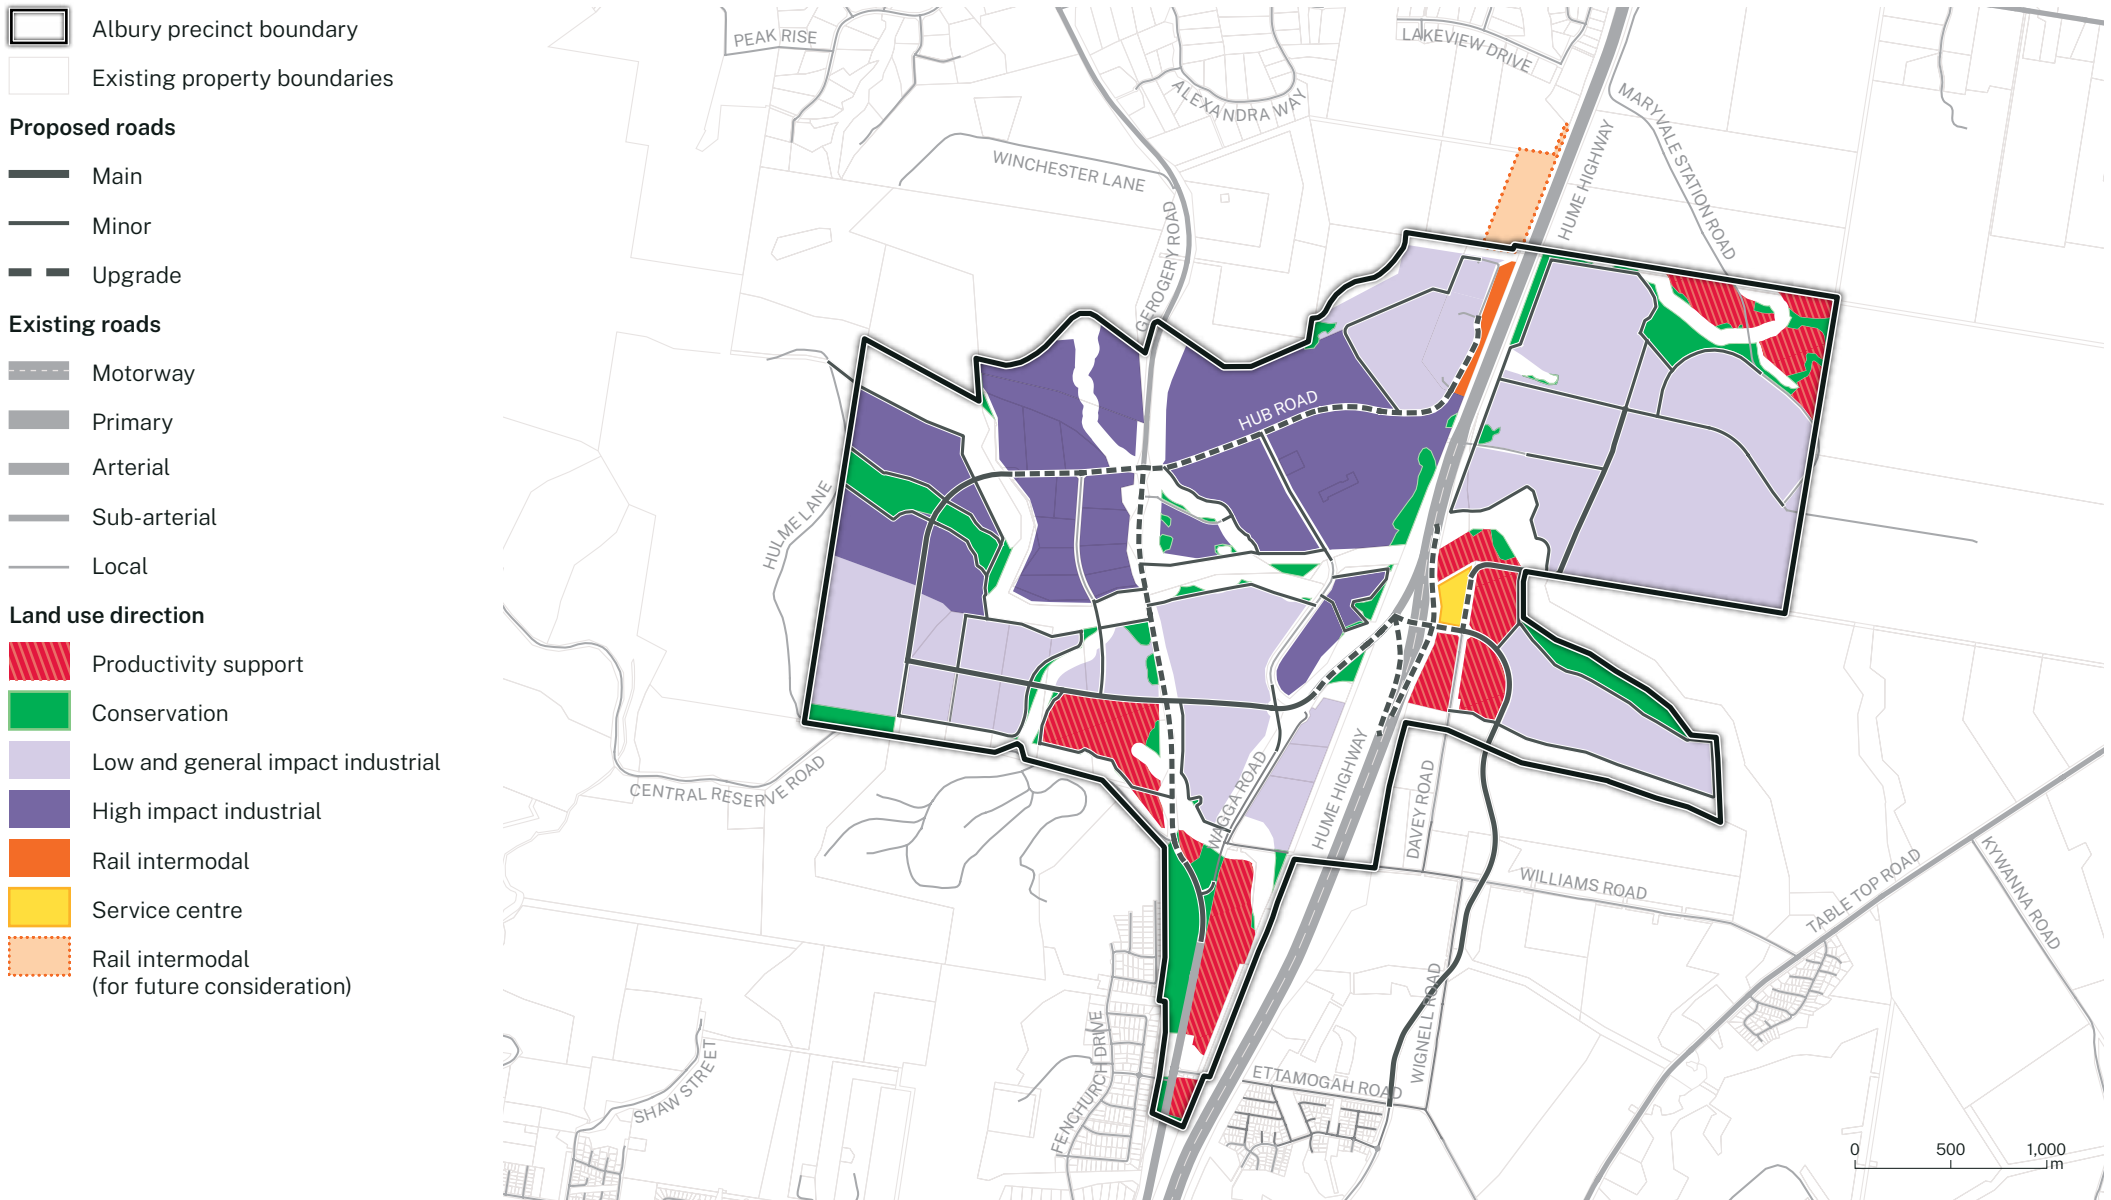 Albury precinct boundary
Existing property boundaries
Proposed roads
Main
Minor
Upgrade
Existing roads
Motorway
Primary
Arterial
Sub-arterial
Local
Land use direction
Productivity support
Conservation
Low and general impact industrial
High impact industrial
Rail intermodal
Service centre
Rail intermodal
(for future consideration)
PEAK RISE
LAKEVIEW DRIVE
ALEXANDRA WAY
MARYVALE STATION ROAD
WINCHESTER LANE
HUME HIGHWAY
GEROGERY ROAD
HUB ROAD
HULME LANE
CENTRAL RESERVE ROAD
WAGGA ROAD
HUME HIGHWAY
DAVEY ROAD
WILLIAMS ROAD
TABLE TOP ROAD
KYWANNA ROAD
WIGNELL ROAD
ETTAMOGAH ROAD
FENCHURCH DRIVE
SHAW STREET
0 500 1,000
m